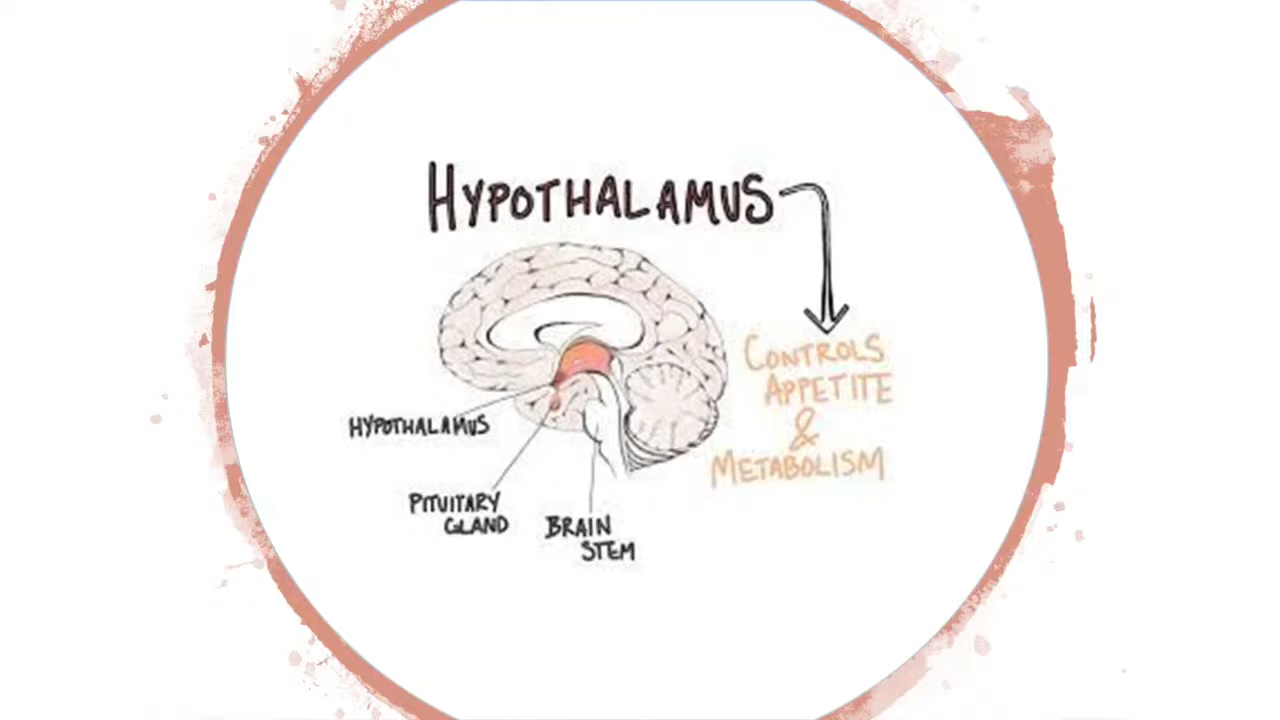 HYPOTHALAMUS
CONTROLS
APPETITE
&
METABOLISM
HYPOTHALAMUS
PITUITARY
GLAND
BRAIN
STEM